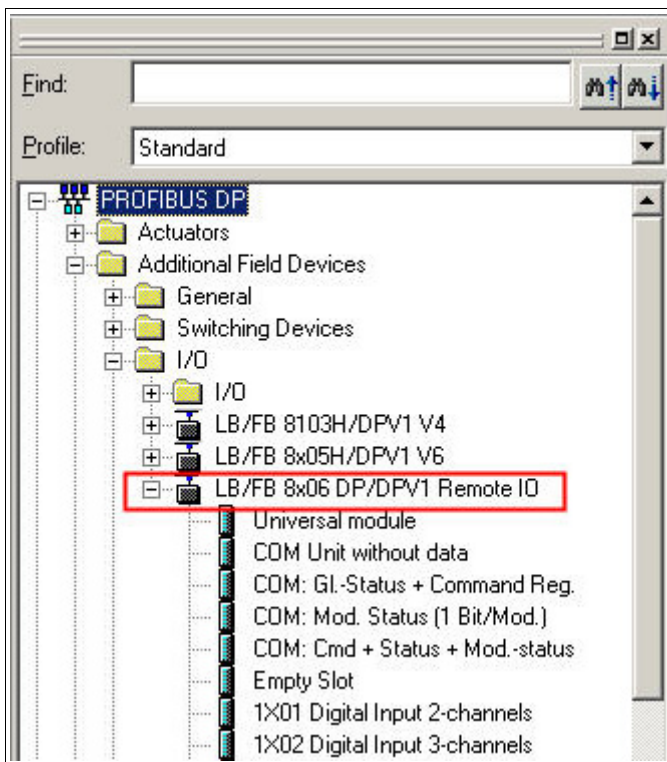 Find:
Profile: Standard
PROFIBUS DP
Actuators
Additional Field Devices
General
Switching Devices
I/O
I/O
LB/FB 8103H/DPV1 V4
LB/FB 8x05H/DPV1 V6
LB/FB 8x06 DP/DPV1 Remote IO
Universal module
COM Unit without data
COM: Gl.-Status + Command Reg.
COM: Mod. Status (1 Bit/Mod.)
COM: Cmd + Status + Mod.-status
Empty Slot
1X01 Digital Input 2-channels
1X02 Digital Input 3-channels